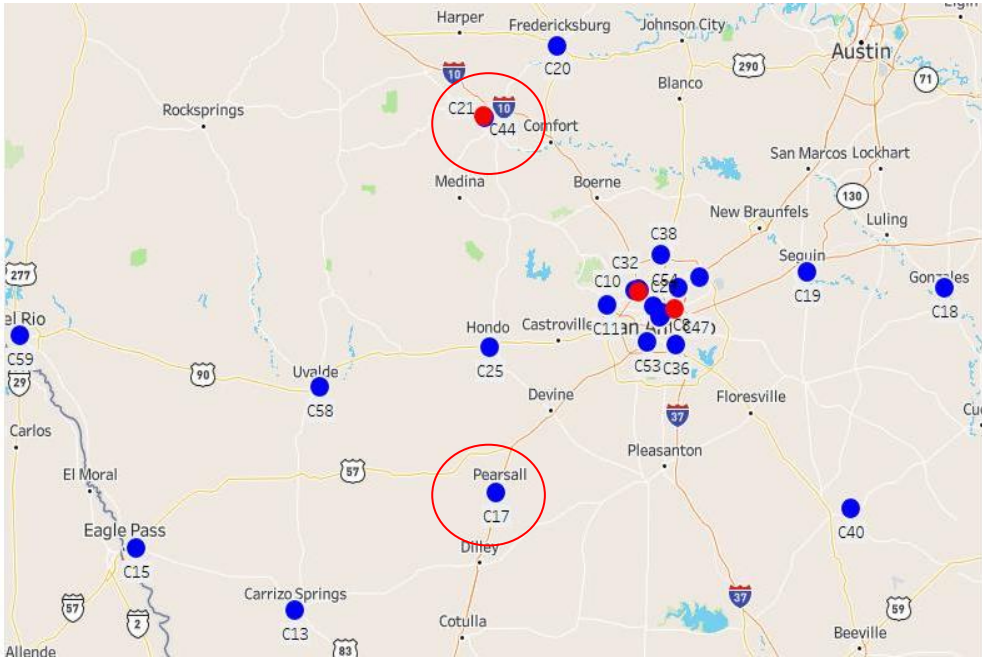 Harper
Fredericksburg
Johnson City
C20
Austin
290
10
71
Rocksprings
Blanco
C21
10
C44
Comfort
San Marcos
Lockhart
Medina
Boerne
130
New Braunfels
Luling
C38
277
C32
C54
Seguin
C10
Gonzales
C19
C18
el Rio
C11
Castroville
C47
Hondo
C59
C53
C36
C25
90
29
Uvalde
C58
Devine
Floresville
37
Carlos
Pleasanton
57
El Moral
Pearsall
C17
Eagle Pass
C40
Dilley
C15
Carrizo Springs
37
57
59
2
C13
Cotulla
Beeville
Allende
83